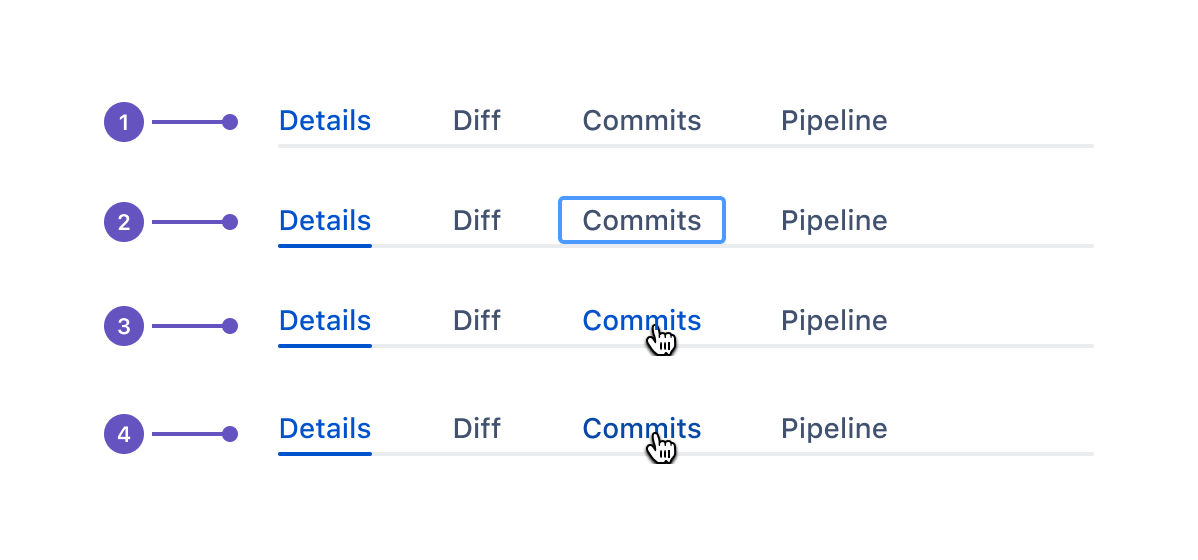 1 Details Diff Commits Pipeline
2 Details Diff Commits Pipeline
3 Details Diff Commits Pipeline
4 Details Diff Commits Pipeline